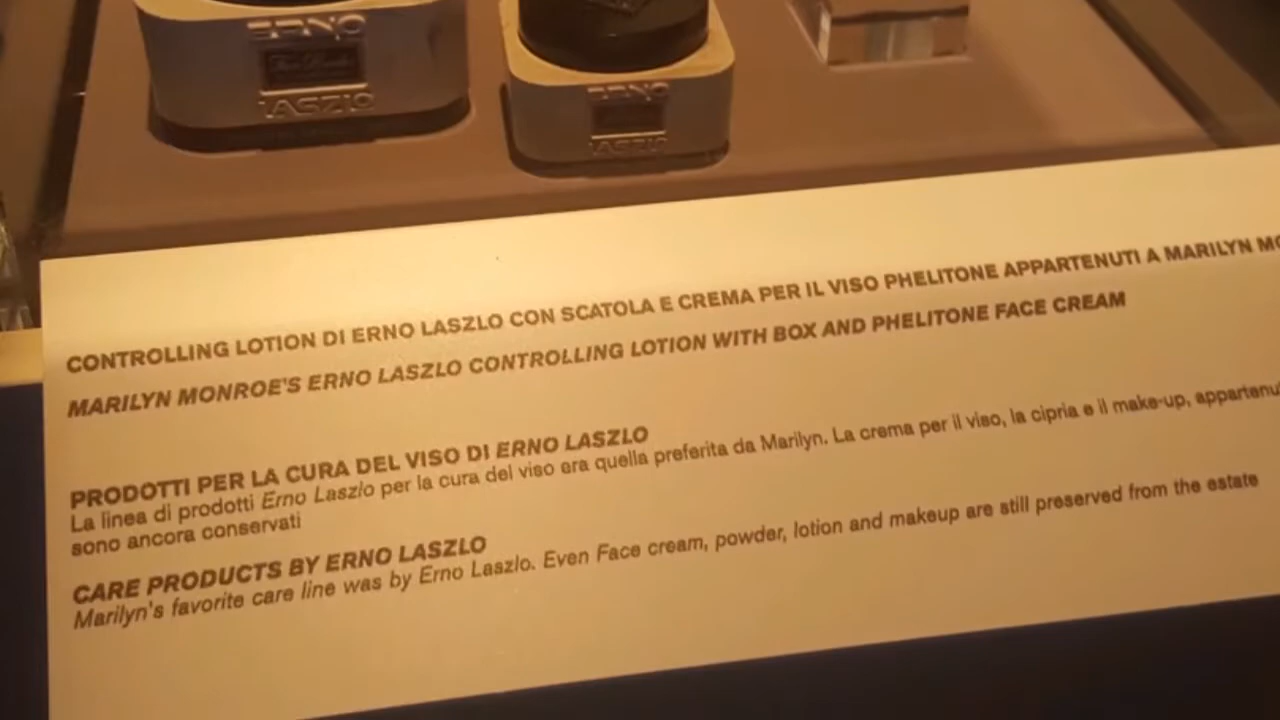 ERNO
LASZLO
ERNO
LASZLO
CONTROLLING LOTION DI ERNO LASZLO CON SCATOLA E CREMA PER IL VISO PHELITONE APPARTENUTI A MARILYN MO
MARILYN MONROE'S ERNO LASZLO CONTROLLING LOTION WITH BOX AND PHELITONE FACE CREAM
PRODOTTI PER LA CURA DEL VISO DI ERNO LASZLO
La linea di prodotti Erno Laszlo per la cura del viso era quella preferita da Marilyn. La crema per il viso, la cipria e il make-up, appartenu
sono ancora conservati
CARE PRODUCTS BY ERNO LASZLO
Marilyn's favorite care line was by Erno Laszlo. Even Face cream, powder, lotion and makeup are still preserved from the estate